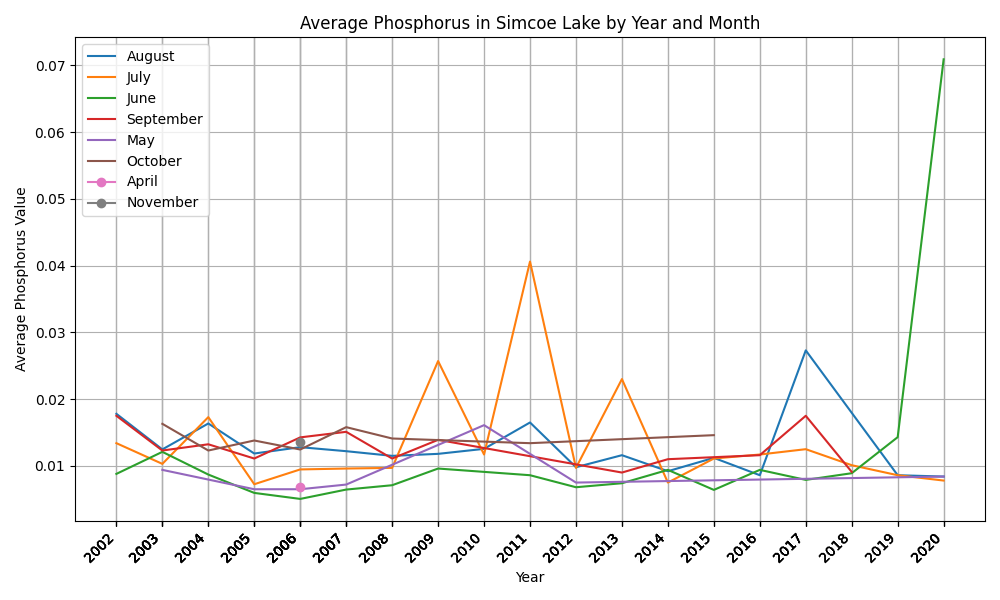 Average Phosphorus in Simcoe Lake by Year and Month
August
July
June
September
May
October
April
November
0.07
0.06
0.05
0.04
0.03
0.02
0.01
Average Phosphorus Value
2002 2003 2004 2005 2006 2007 2008 2009 2010 2011 2012 2013 2014 2015 2016 2017 2018 2019 2020
Year